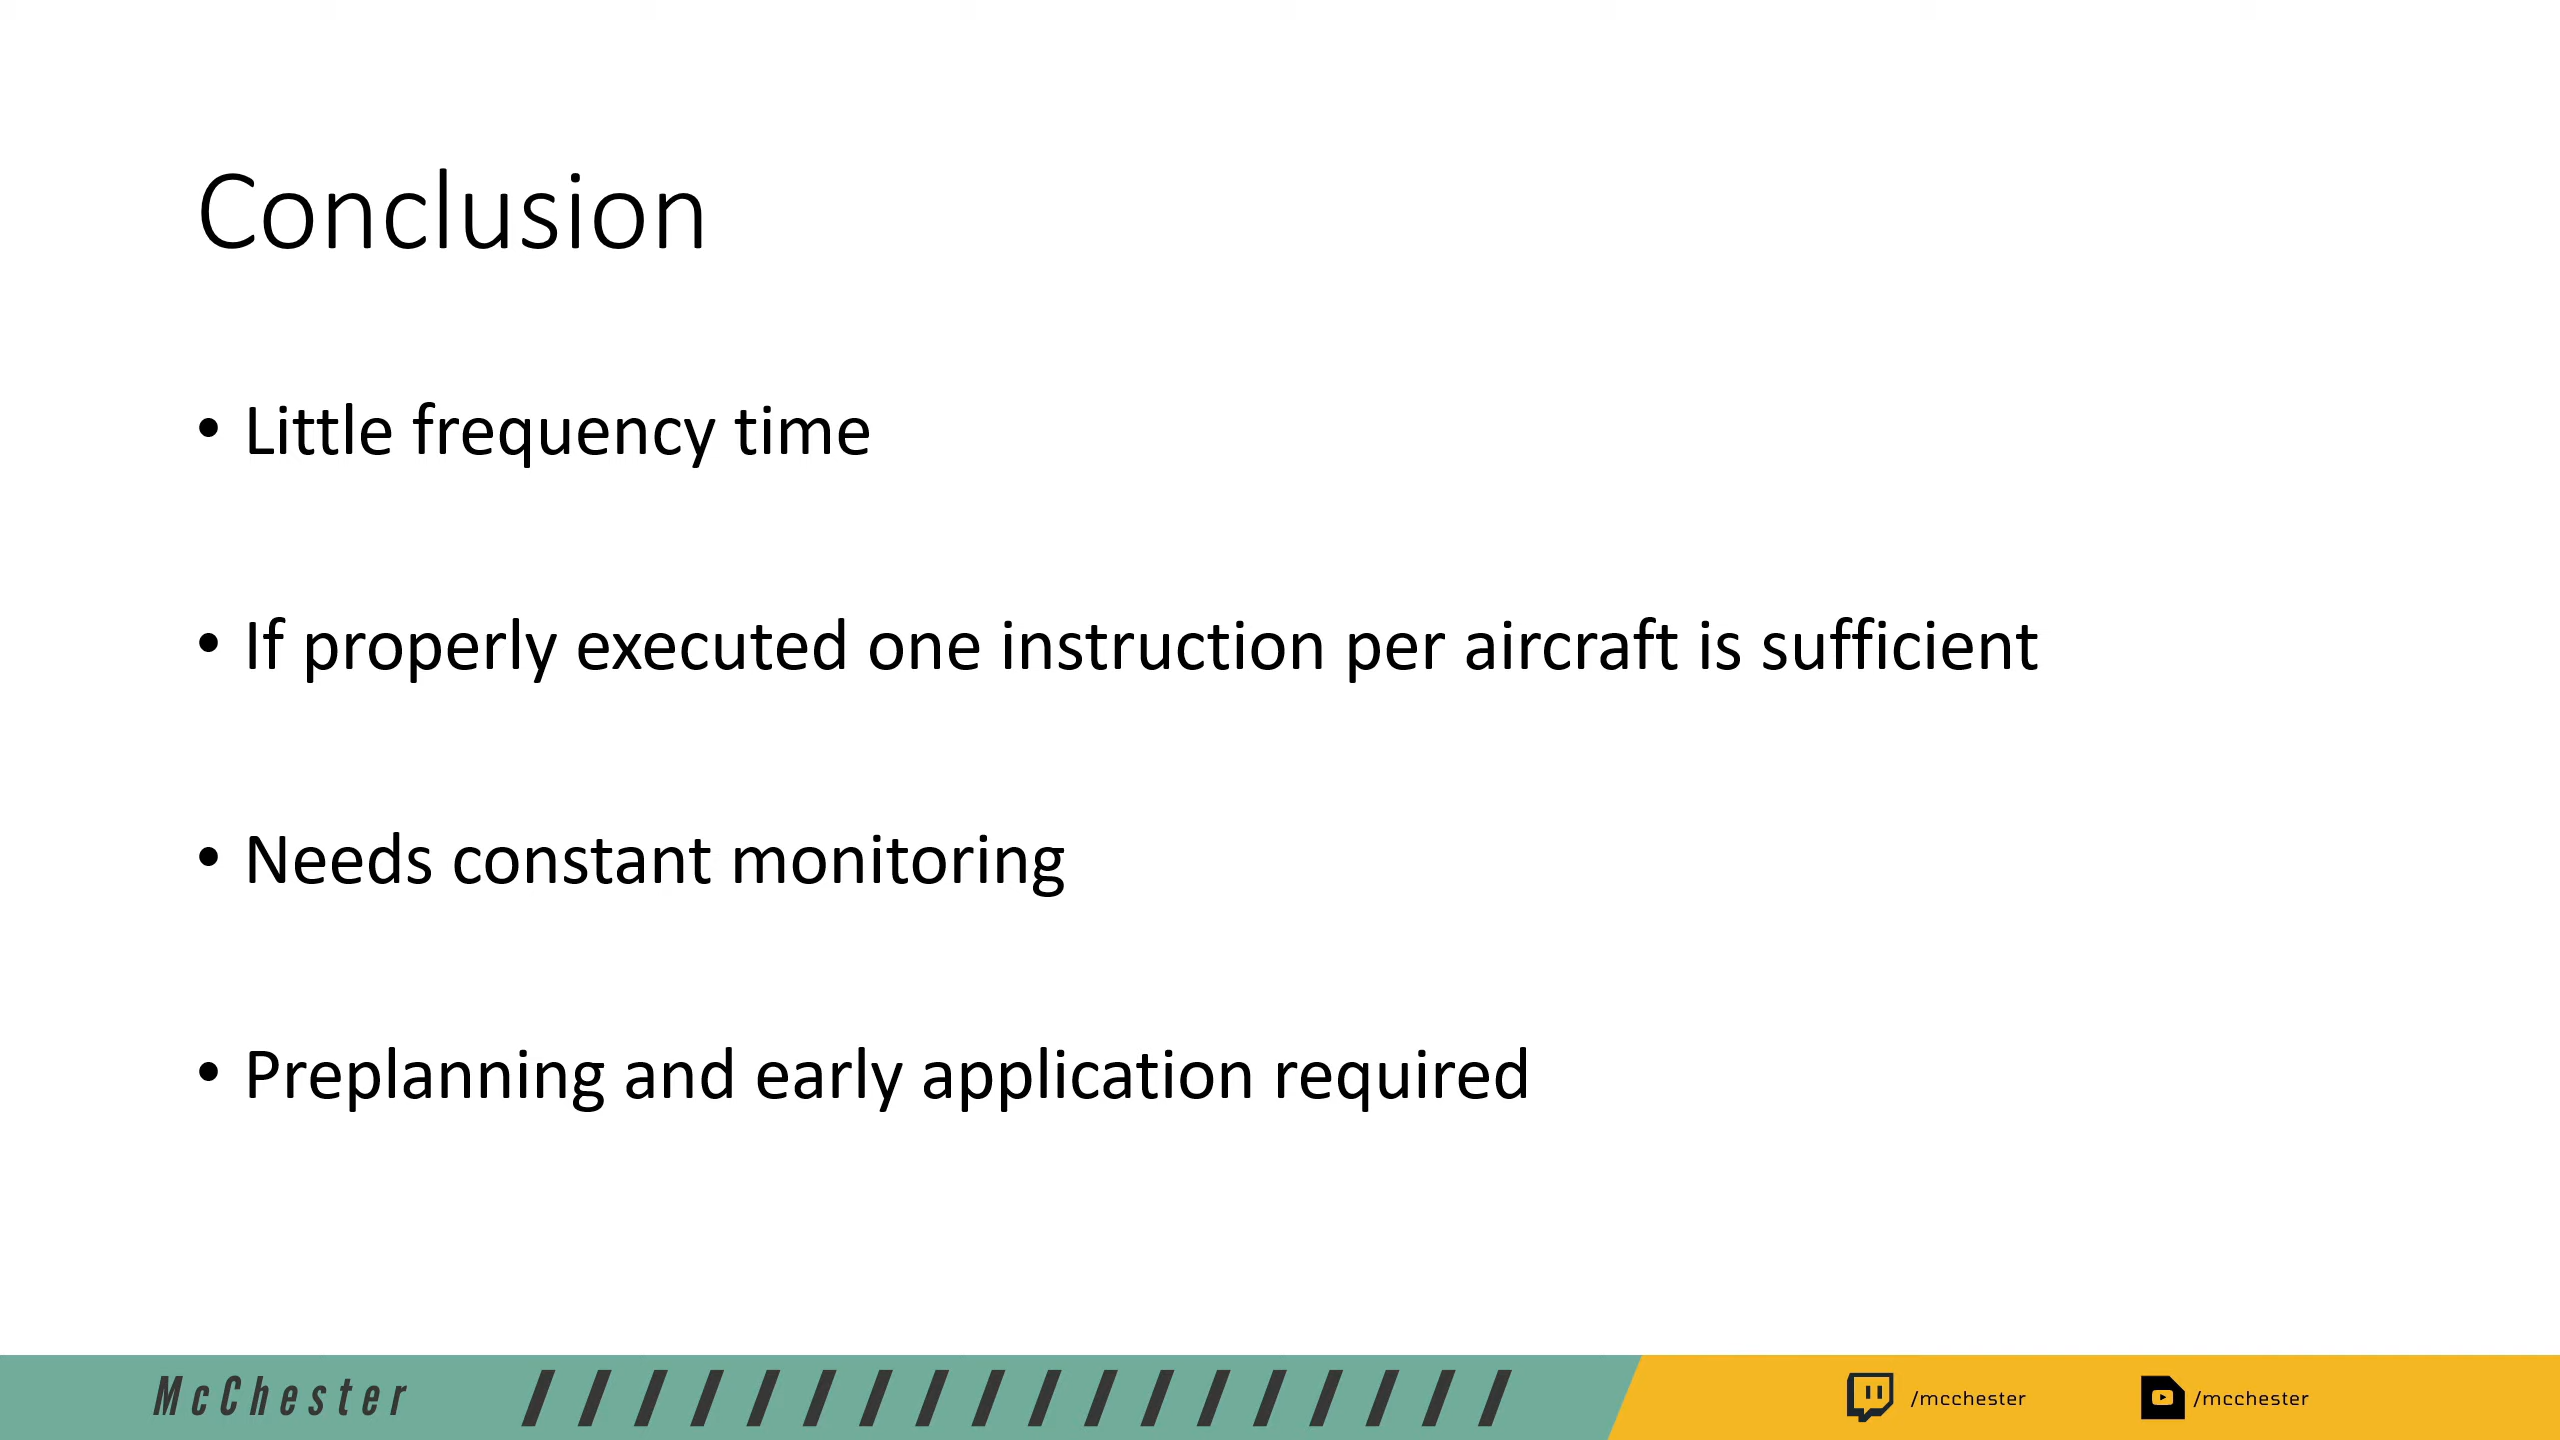 Conclusion
• Little frequency time
• If properly executed one instruction per aircraft is sufficient
• Needs constant monitoring
• Preplanning and early application required
McChester
/mcchester
/mcchester